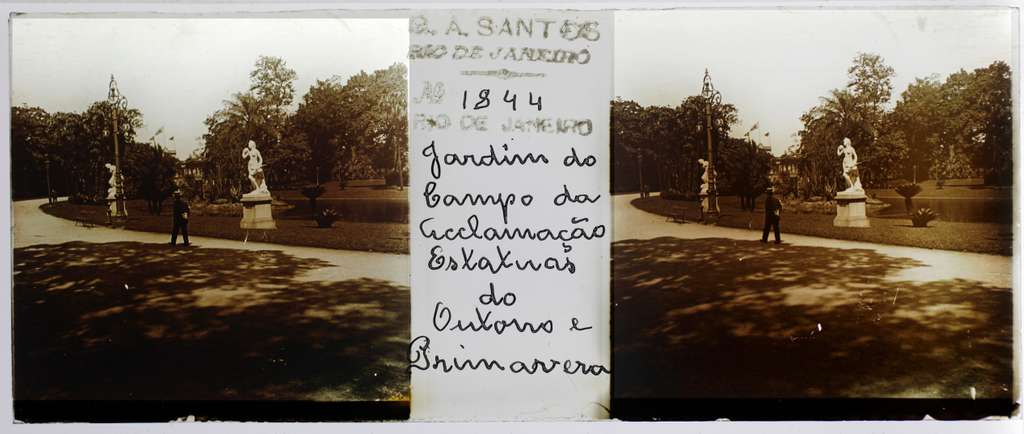 G. A. SANTOS
RIO DE JANEIRO
Nº 1844
RIO DE JANEIRO
Jardim do
Campo da
Acclamação
Estatuas
do
Outono e
Primavera